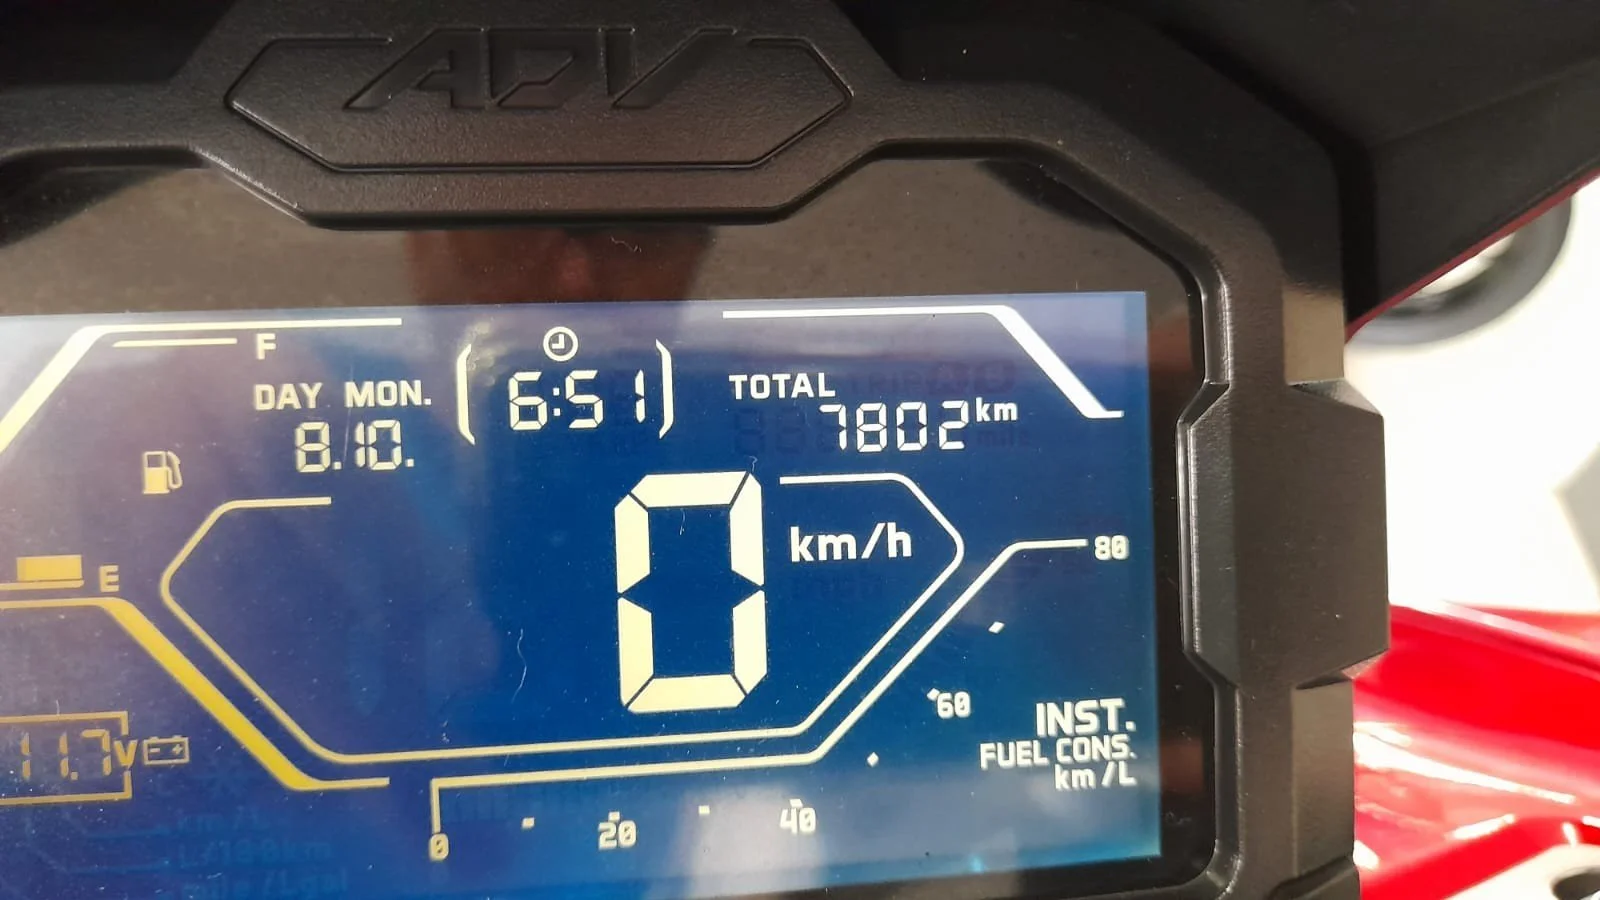 ADV
F
DAY MON.
8.10.
6:51
TOTAL
7802 km
0 km/h
E
11.7V
80
60
40
20
0
INST.
FUEL CONS.
km/L